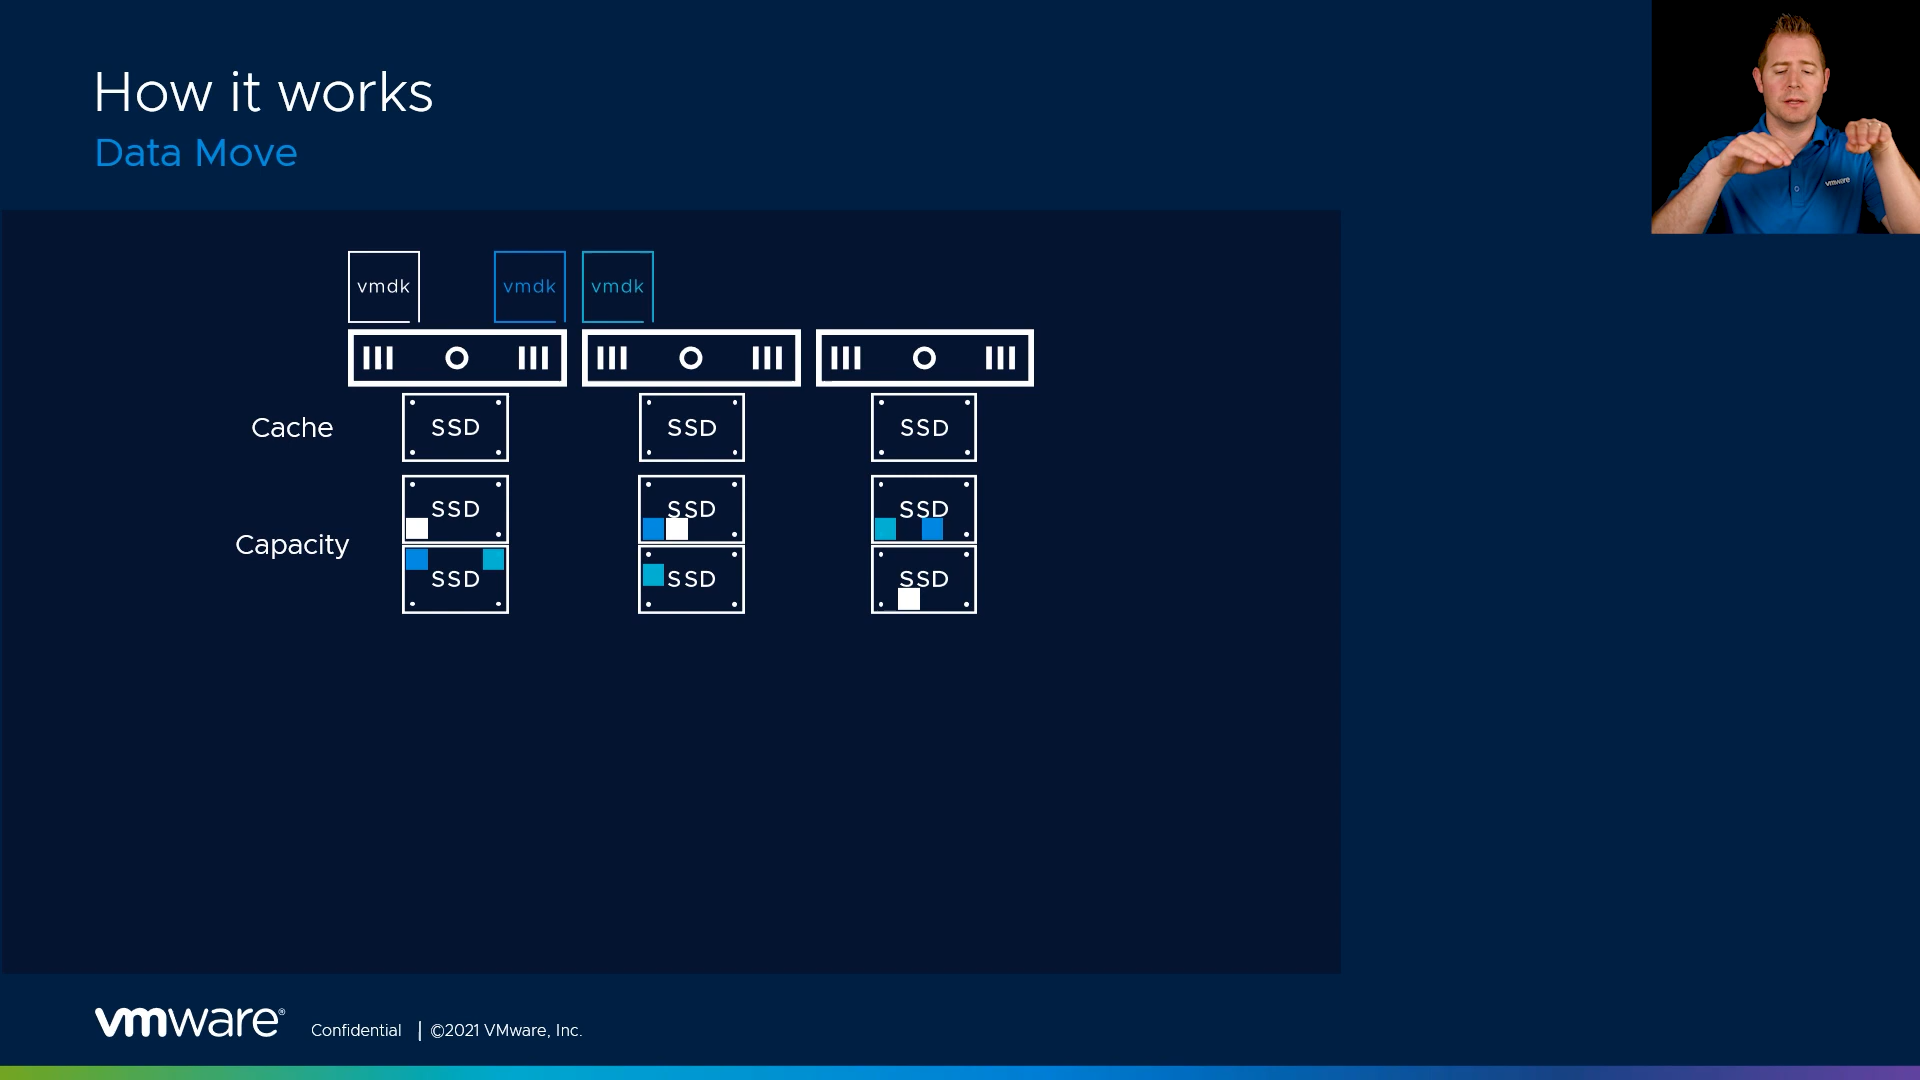 How it works
Data Move
vmdk vmdk vmdk
Cache SSD SSD SSD
SSD SSD SSD
Capacity
SSD SSD SSD
vmware® Confidential | ©2021 VMware, Inc.
vmware